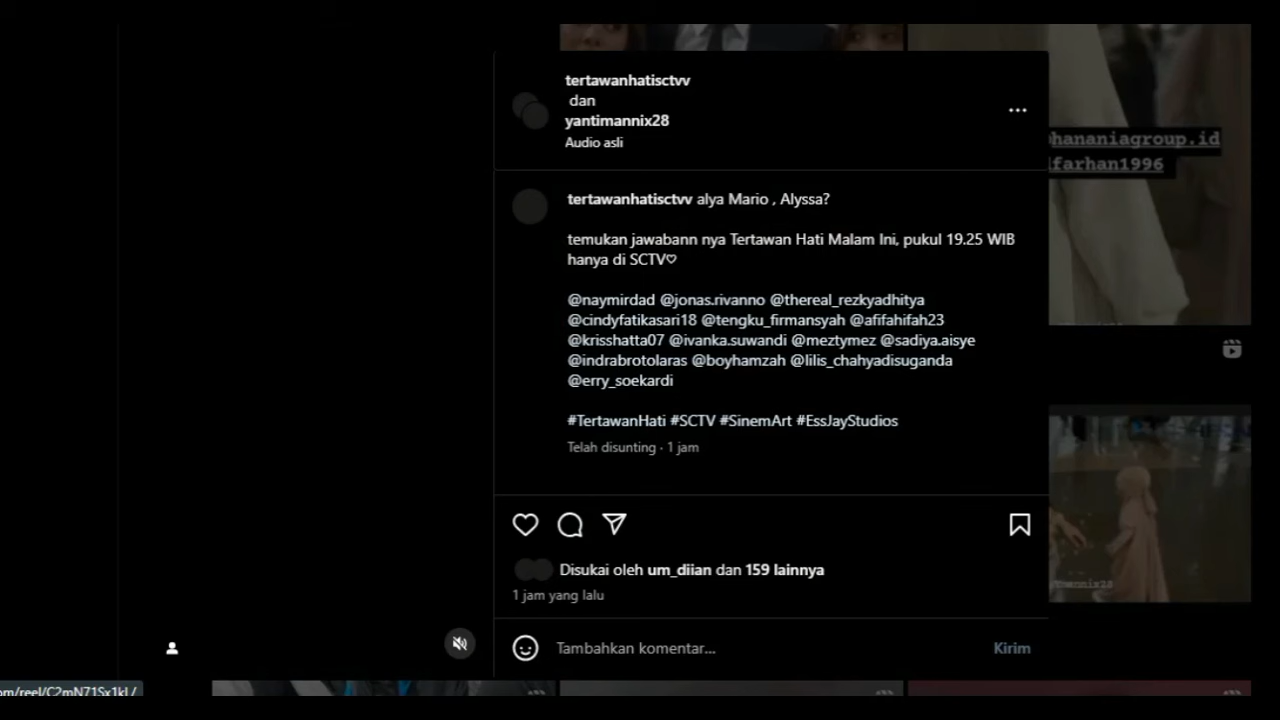 tertawanhatisctvv
dan
yantimannix28
Audio asli
phananiagroup.id
lfarhan1996
tertawanhatisctvv alya Mario , Alyssa?
temukan jawabann nya Tertawan Hati Malam Ini, pukul 19.25 WIB
hanya di SCTV♡
@naymirdad @jonas.rivanno @thereal_rezkyadhitya
@cindyfatikasari18 @tengku_firmansyah @afifahifah23
@krisshatta07 @ivanka.suwandi @meztymez @sadiya.aisye
@indrabrotolaras @boyhamzah @lilis_chahyadisuganda
@erry_soekardi
#TertawanHati #SCTV #SinemArt #EssJayStudios
Telah disunting · 1 jam
Disukai oleh um_diian dan 159 lainnya
1 jam yang lalu
Tambahkan komentar... Kirim
om/reel/C2mN71Sx1kl/